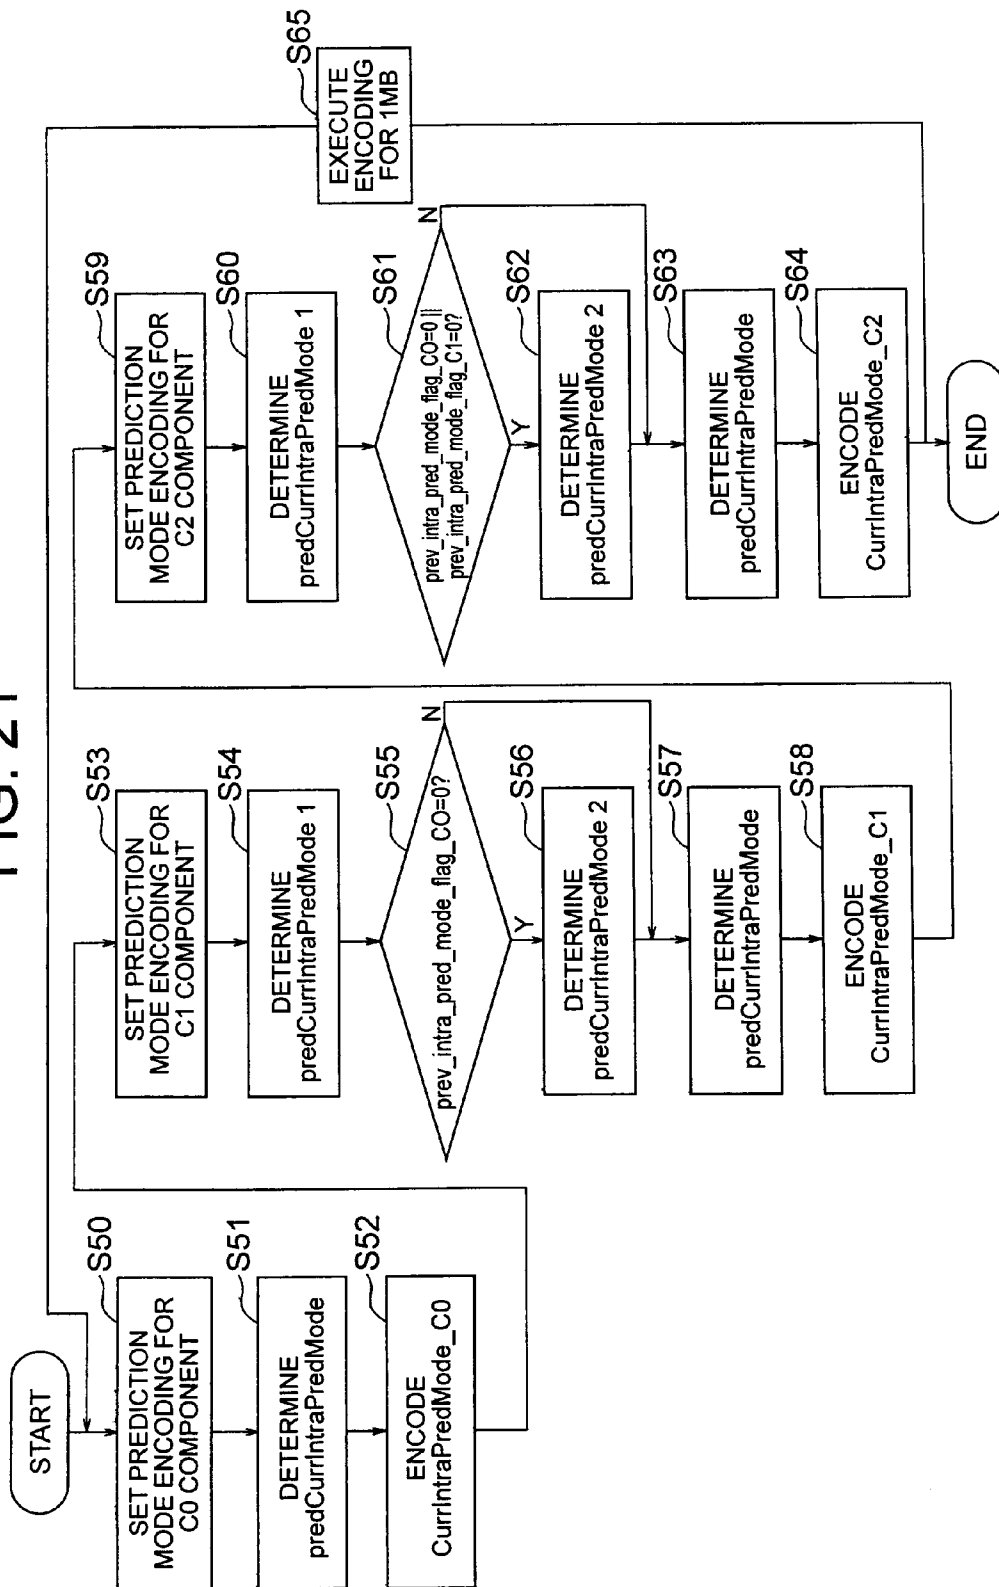 FIG. 21
START
S50
SET PREDICTION
MODE ENCODING FOR
C0 COMPONENT
S51
DETERMINE
predCurrIntraPredMode
S52
ENCODE
CurrIntraPredMode_C0
S53
SET PREDICTION
MODE ENCODING FOR
C1 COMPONENT
S54
DETERMINE
predCurrIntraPredMode 1
S55
prev_intra_pred_mode_flag_CO=0?
N
Y
S56
DETERMINE
predCurrIntraPredMode 2
S57
DETERMINE
predCurrIntraPredMode
S58
ENCODE
CurrIntraPredMode_C1
S59
SET PREDICTION
MODE ENCODING FOR
C2 COMPONENT
S60
DETERMINE
predCurrIntraPredMode 1
S61
prev_intra_pred_mode_flag_CO=0 ||
prev_intra_pred_mode_flag_C1=0?
N
Y
S62
DETERMINE
predCurrIntraPredMode 2
S63
DETERMINE
predCurrIntraPredMode
S64
ENCODE
CurrIntraPredMode_C2
S65
EXECUTE
ENCODING
FOR 1MB
END